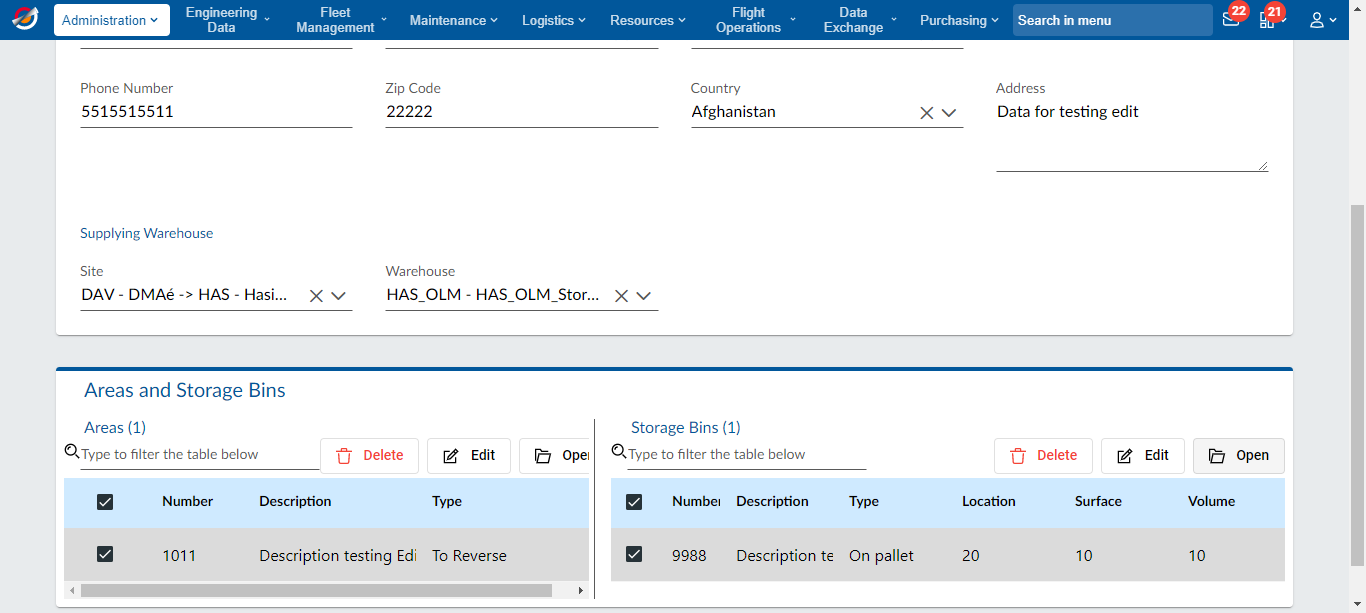 Administration
Engineering
Data
Fleet
Management
Maintenance
Logistics
Resources
Flight
Operations
Data
Exchange
Purchasing
Search in menu
22
21
Phone Number
Zip Code
Country
Address
5515515511
22222
Afghanistan
Data for testing edit
Supplying Warehouse
Site
Warehouse
DAV - DMAé -> HAS - Hasi...
HAS_OLM - HAS_OLM_Stor...
Areas and Storage Bins
Areas (1)
Type to filter the table below
Delete
Edit
Open
Number Description Type
1011 Description testing Edi To Reverse
Storage Bins (1)
Type to filter the table below
Delete
Edit
Open
Number Description Type Location Surface Volume
9988 Description te On pallet 20 10 10